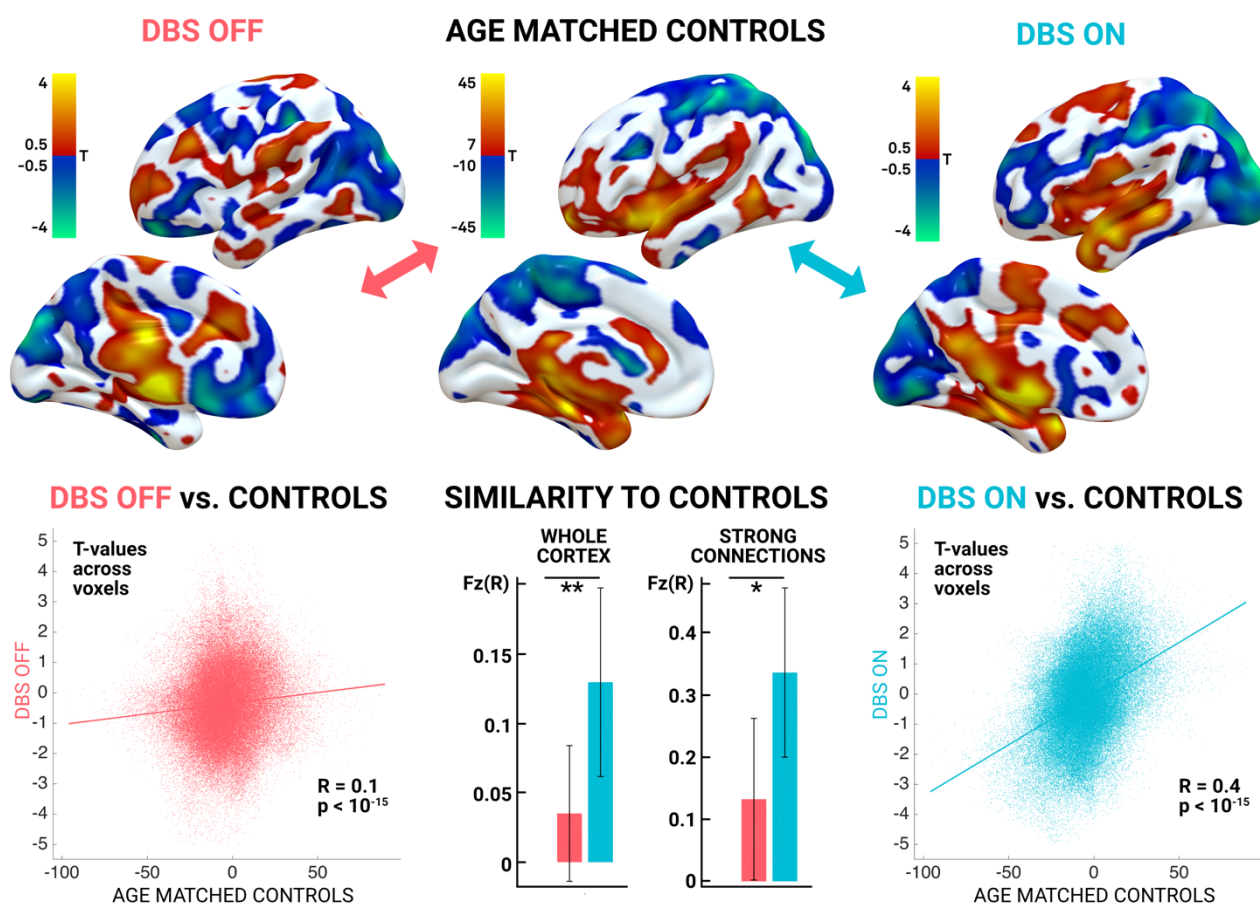 DBS OFF
AGE MATCHED CONTROLS
DBS ON
4
0.5
-0.5
-4
T
45
7
-10
-45
T
4
0.5
-0.5
-4
T
DBS OFF vs. CONTROLS
SIMILARITY TO CONTROLS
DBS ON vs. CONTROLS
T-values
across
voxels
5
4
3
2
1
0
-1
-2
-3
-4
-5
DBS OFF
R = 0.1
p < 10⁻¹⁵
-100
-50
0
50
AGE MATCHED CONTROLS
WHOLE
CORTEX
Fz(R)
**
0.15
0.1
0.05
0
STRONG
CONNECTIONS
Fz(R)
*
0.4
0.3
0.2
0.1
0
T-values
across
voxels
5
4
3
2
1
0
-1
-2
-3
-4
-5
DBS ON
R = 0.4
p < 10⁻¹⁵
-100
-50
0
50
AGE MATCHED CONTROLS